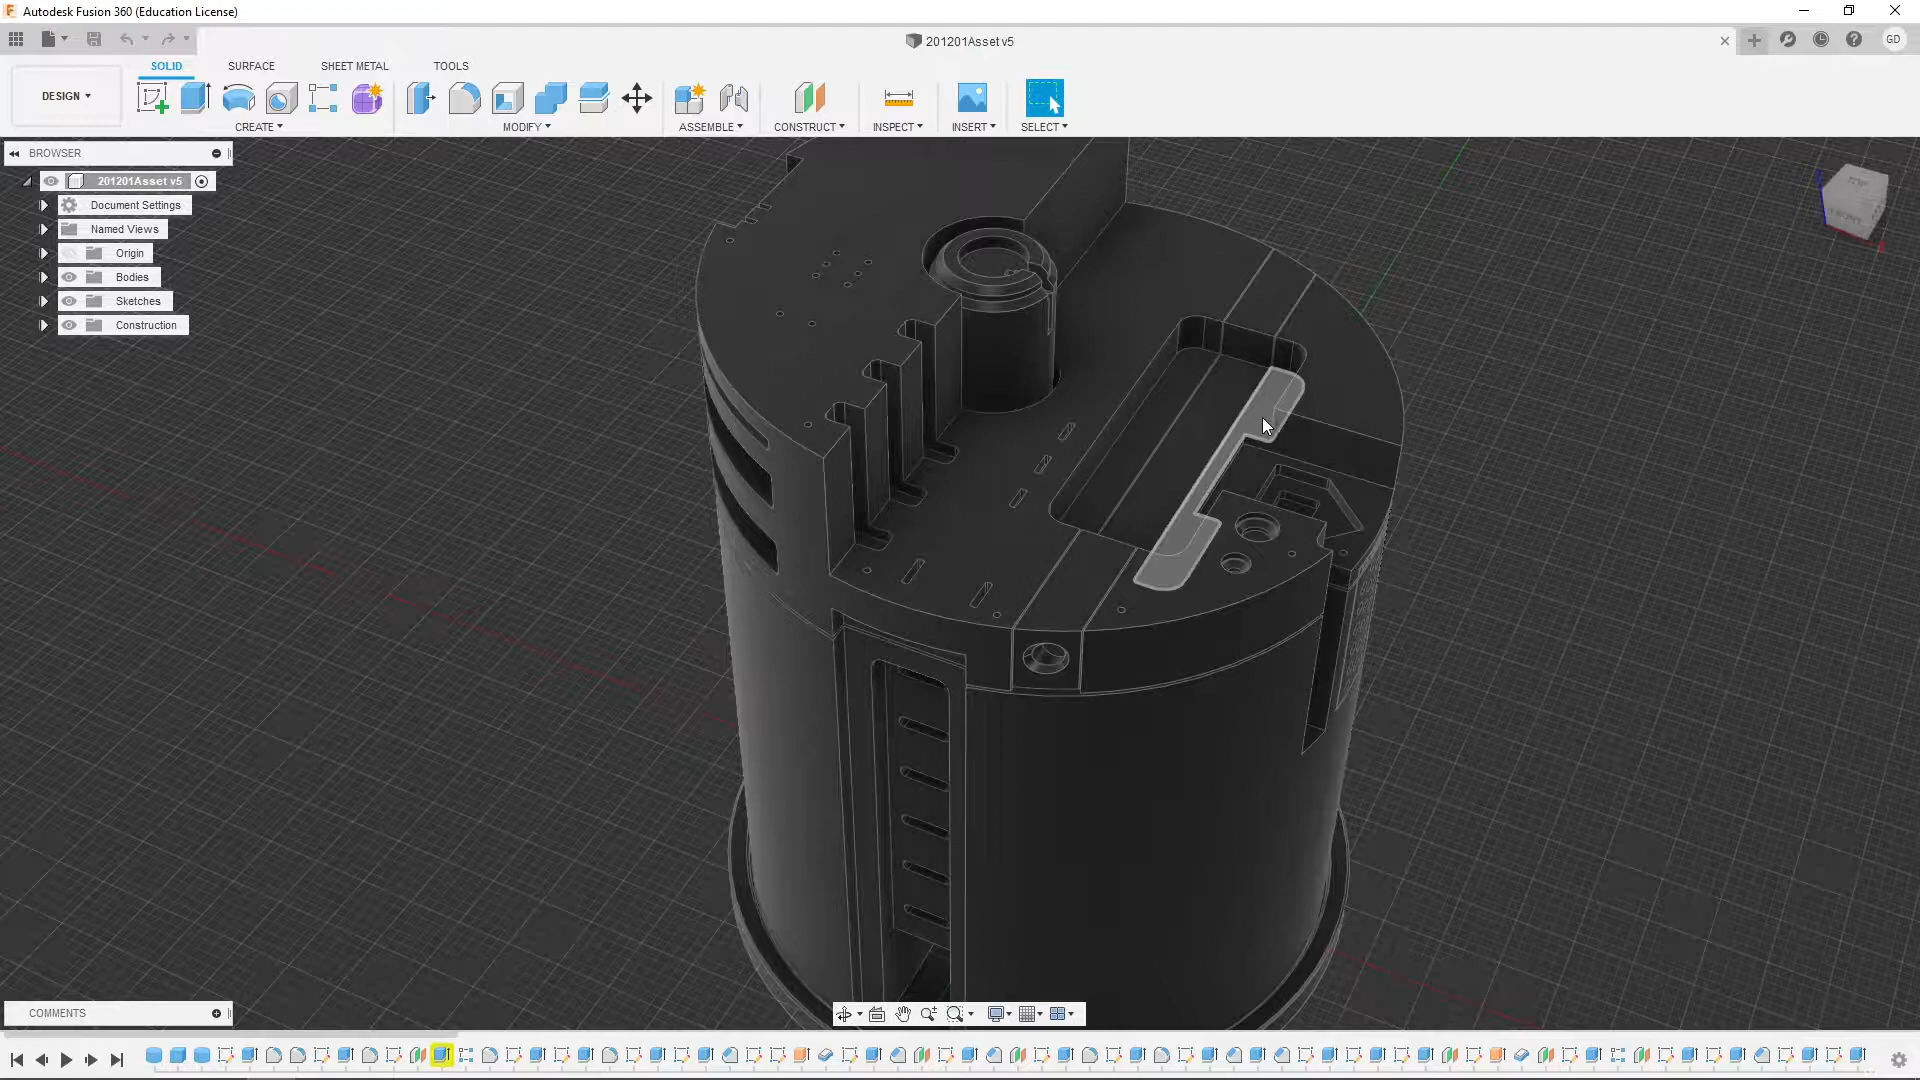 Autodesk Fusion 360 (Education License)
201201Asset v5
GD
DESIGN
SOLID
SURFACE
SHEET METAL
TOOLS
CREATE
MODIFY
ASSEMBLE
CONSTRUCT
INSPECT
INSERT
SELECT
BROWSER
201201Asset v5
Document Settings
Named Views
Origin
Bodies
Sketches
Construction
COMMENTS